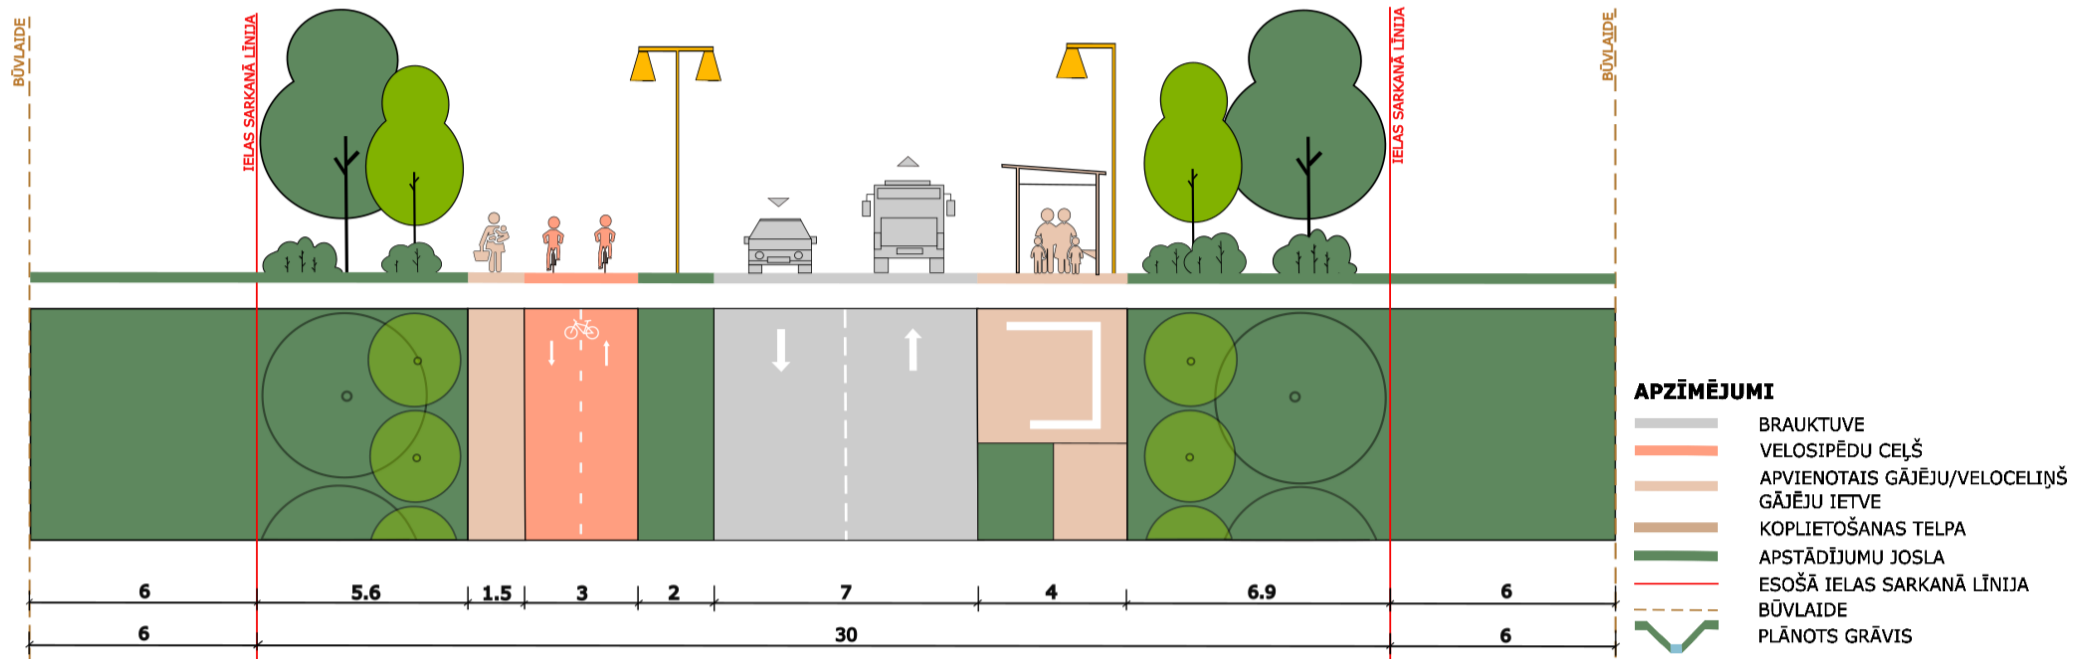 BŪVLAIDE
IELAS SARKANĀ LĪNIJA
IELAS SARKANĀ LĪNIJA
BŪVLAIDE
APZĪMĒJUMI
BRAUKTUVE
VELOSIPĒDU CEĻŠ
APVIENOTAIS GĀJĒJU/VELOCELIŅŠ
GĀJĒJU IETVE
KOPLIETOŠANAS TELPA
APSTĀDĪJUMU JOSLA
ESOŠĀ IELAS SARKANĀ LĪNIJA
BŪVLAIDE
PLĀNOTS GRĀVIS
6 5.6 1.5 3 2 7 4 6.9 6
6 30 6